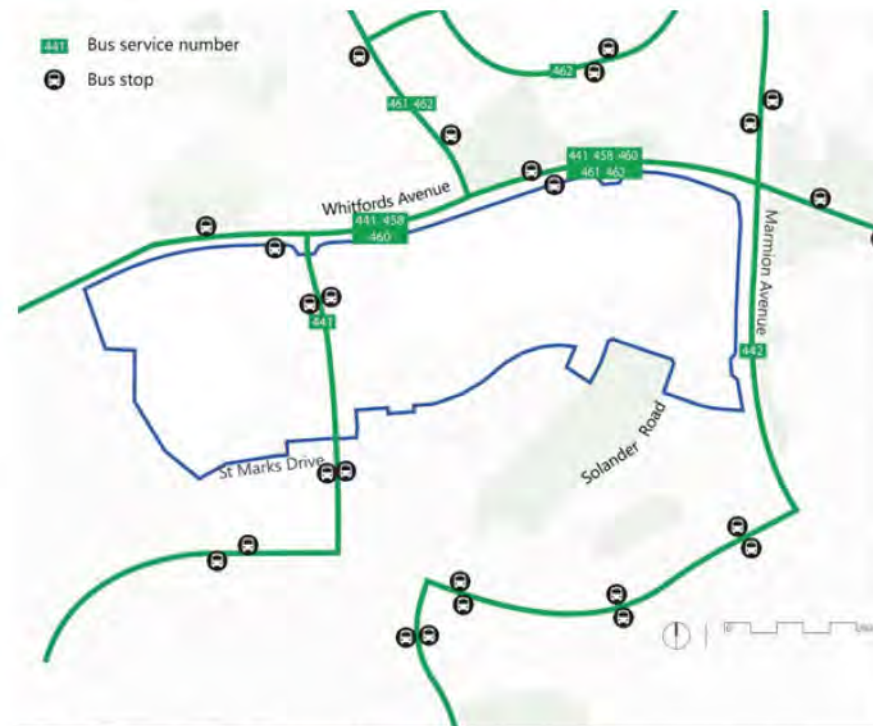 441 Bus service number
Bus stop
462
461 462
441 458 460
461 462
Whitfords Avenue
441 458
460
Marmion Avenue
441
442
Solander Road
St Marks Drive
0